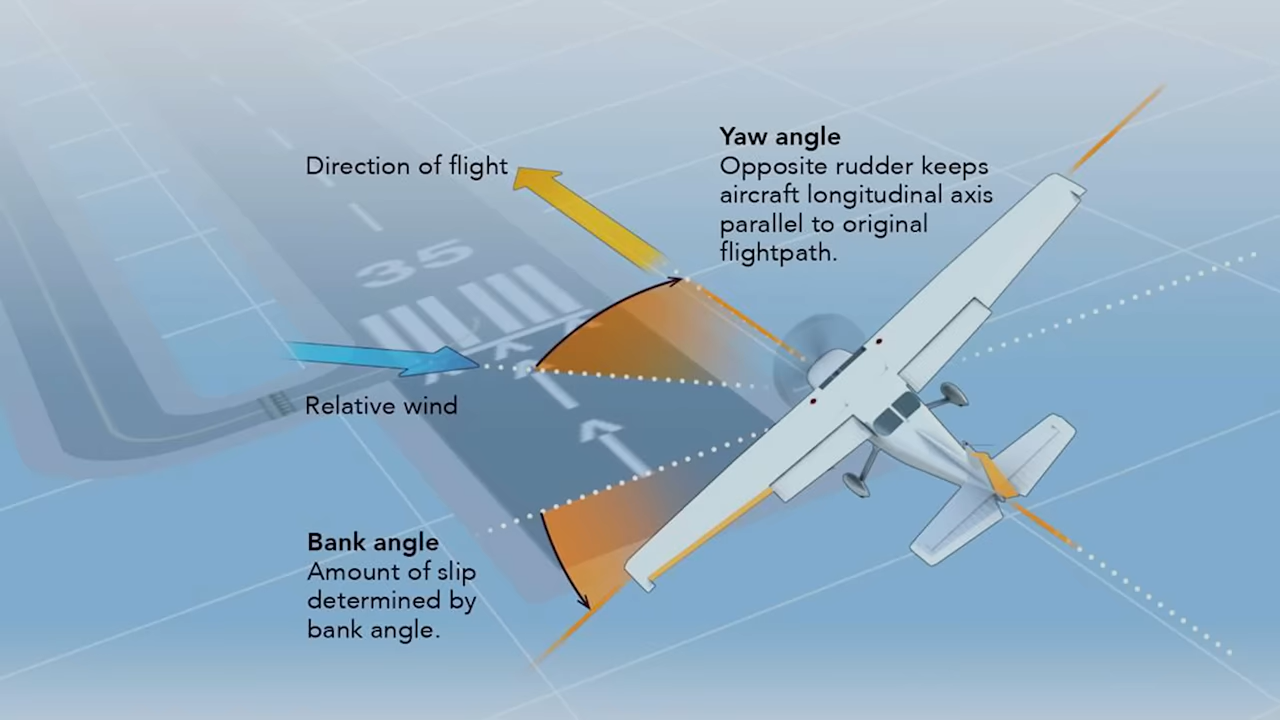 Yaw angle
Opposite rudder keeps
aircraft longitudinal axis
parallel to original
flightpath.
Direction of flight
35
Relative wind
Bank angle
Amount of slip
determined by
bank angle.